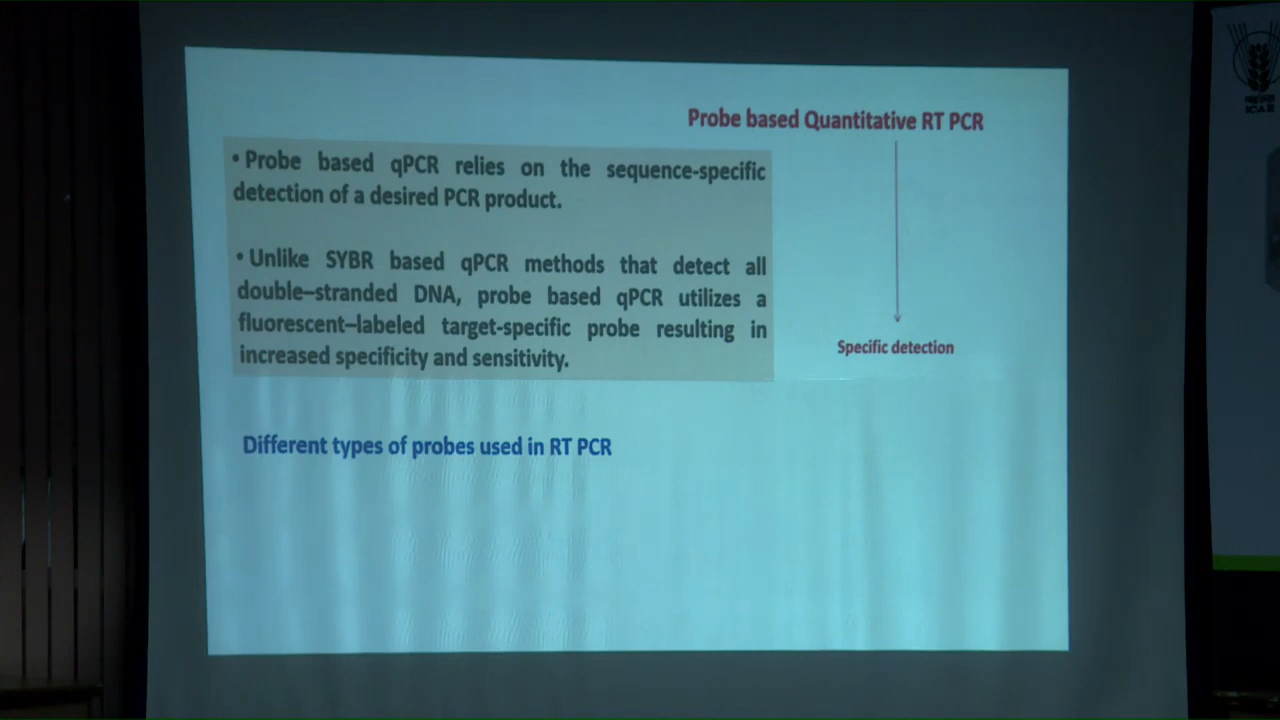 Probe based Quantitative RT PCR
• Probe based qPCR relies on the sequence-specific
detection of a desired PCR product.
• Unlike SYBR based qPCR methods that detect all
double–stranded DNA, probe based qPCR utilizes a
fluorescent–labeled target-specific probe resulting in
increased specificity and sensitivity.
Specific detection
Different types of probes used in RT PCR
ICAR